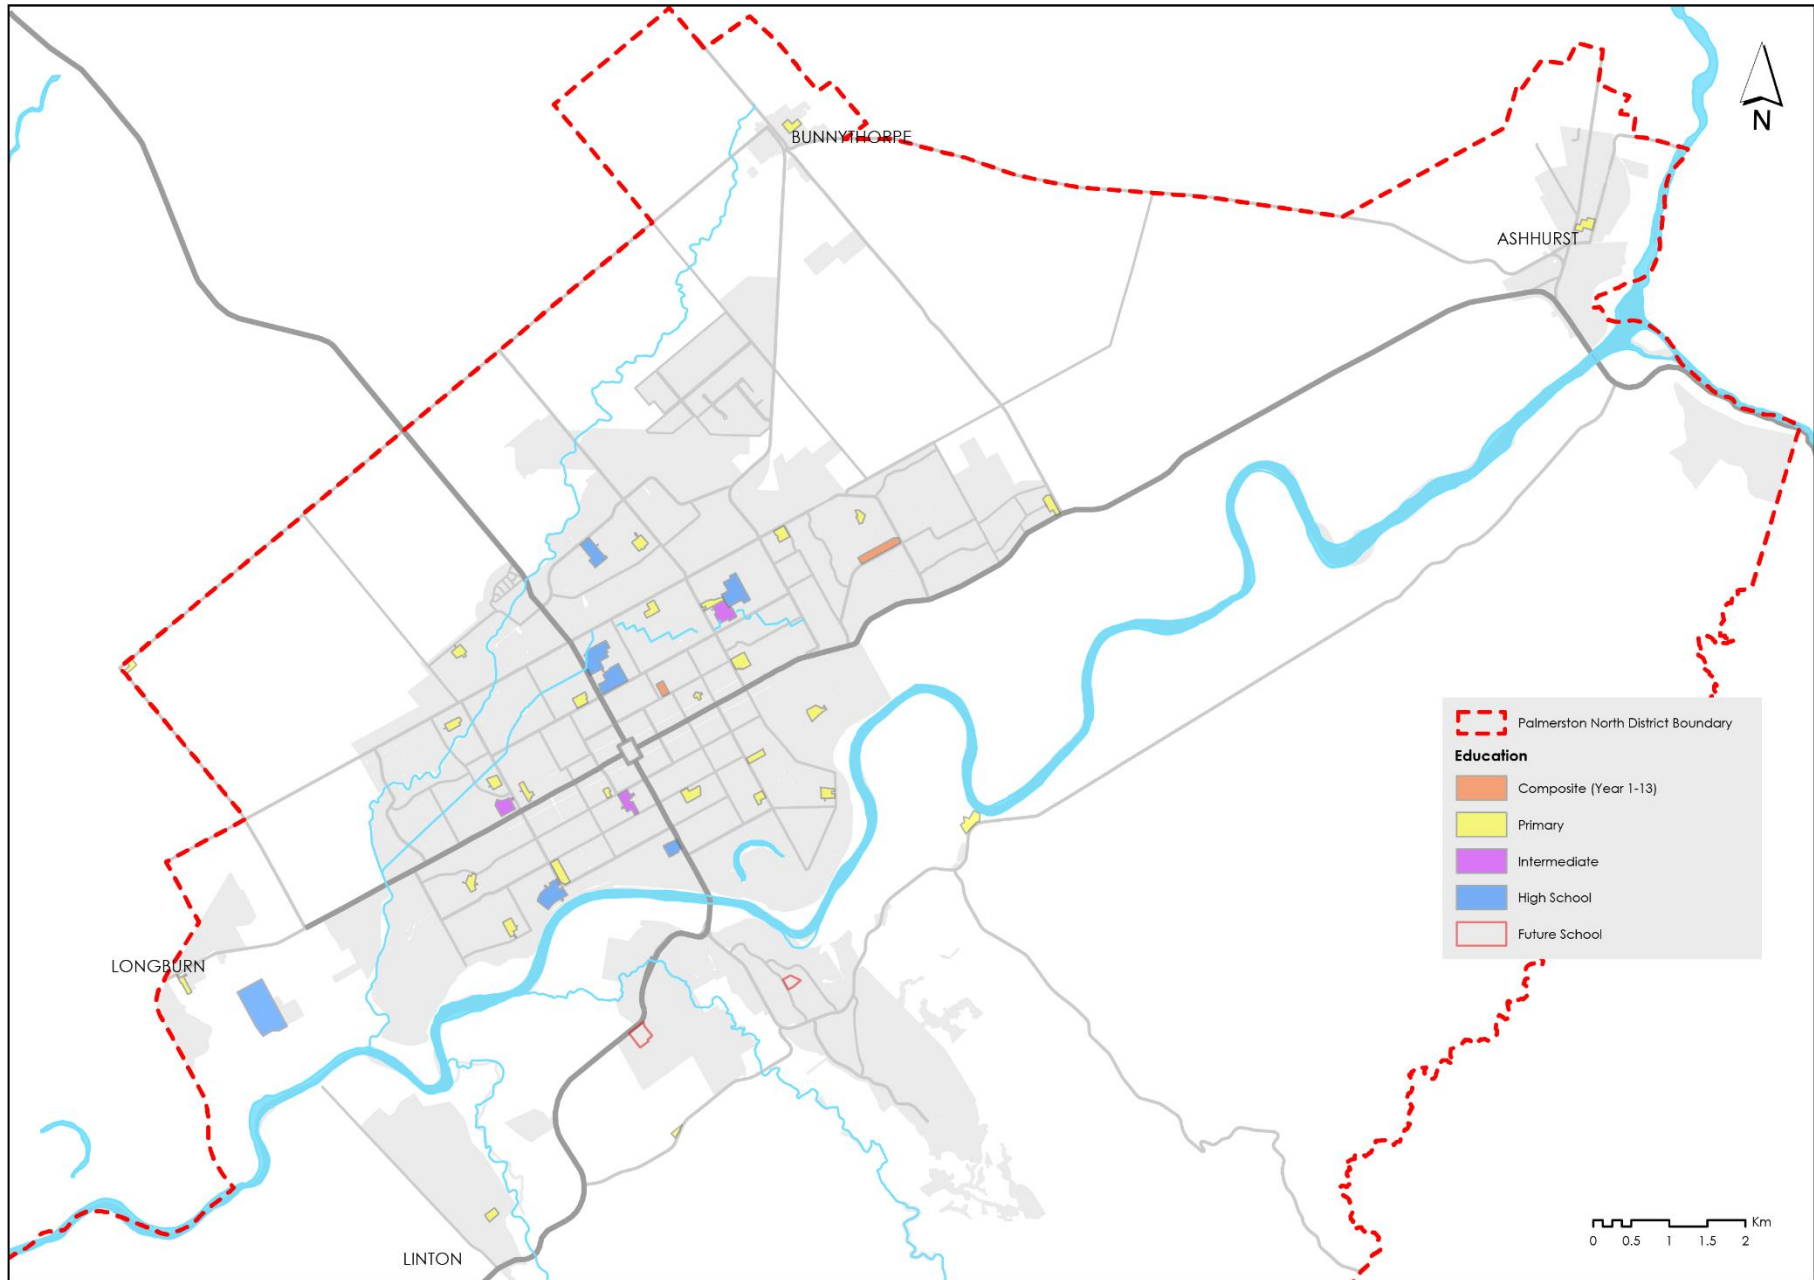 BUNNYTHORPE
N
ASHHURST
Palmerston North District Boundary
Education
Composite (Year 1-13)
Primary
Intermediate
High School
Future School
LONGBURN
Km
0 0.5 1 1.5 2
LINTON